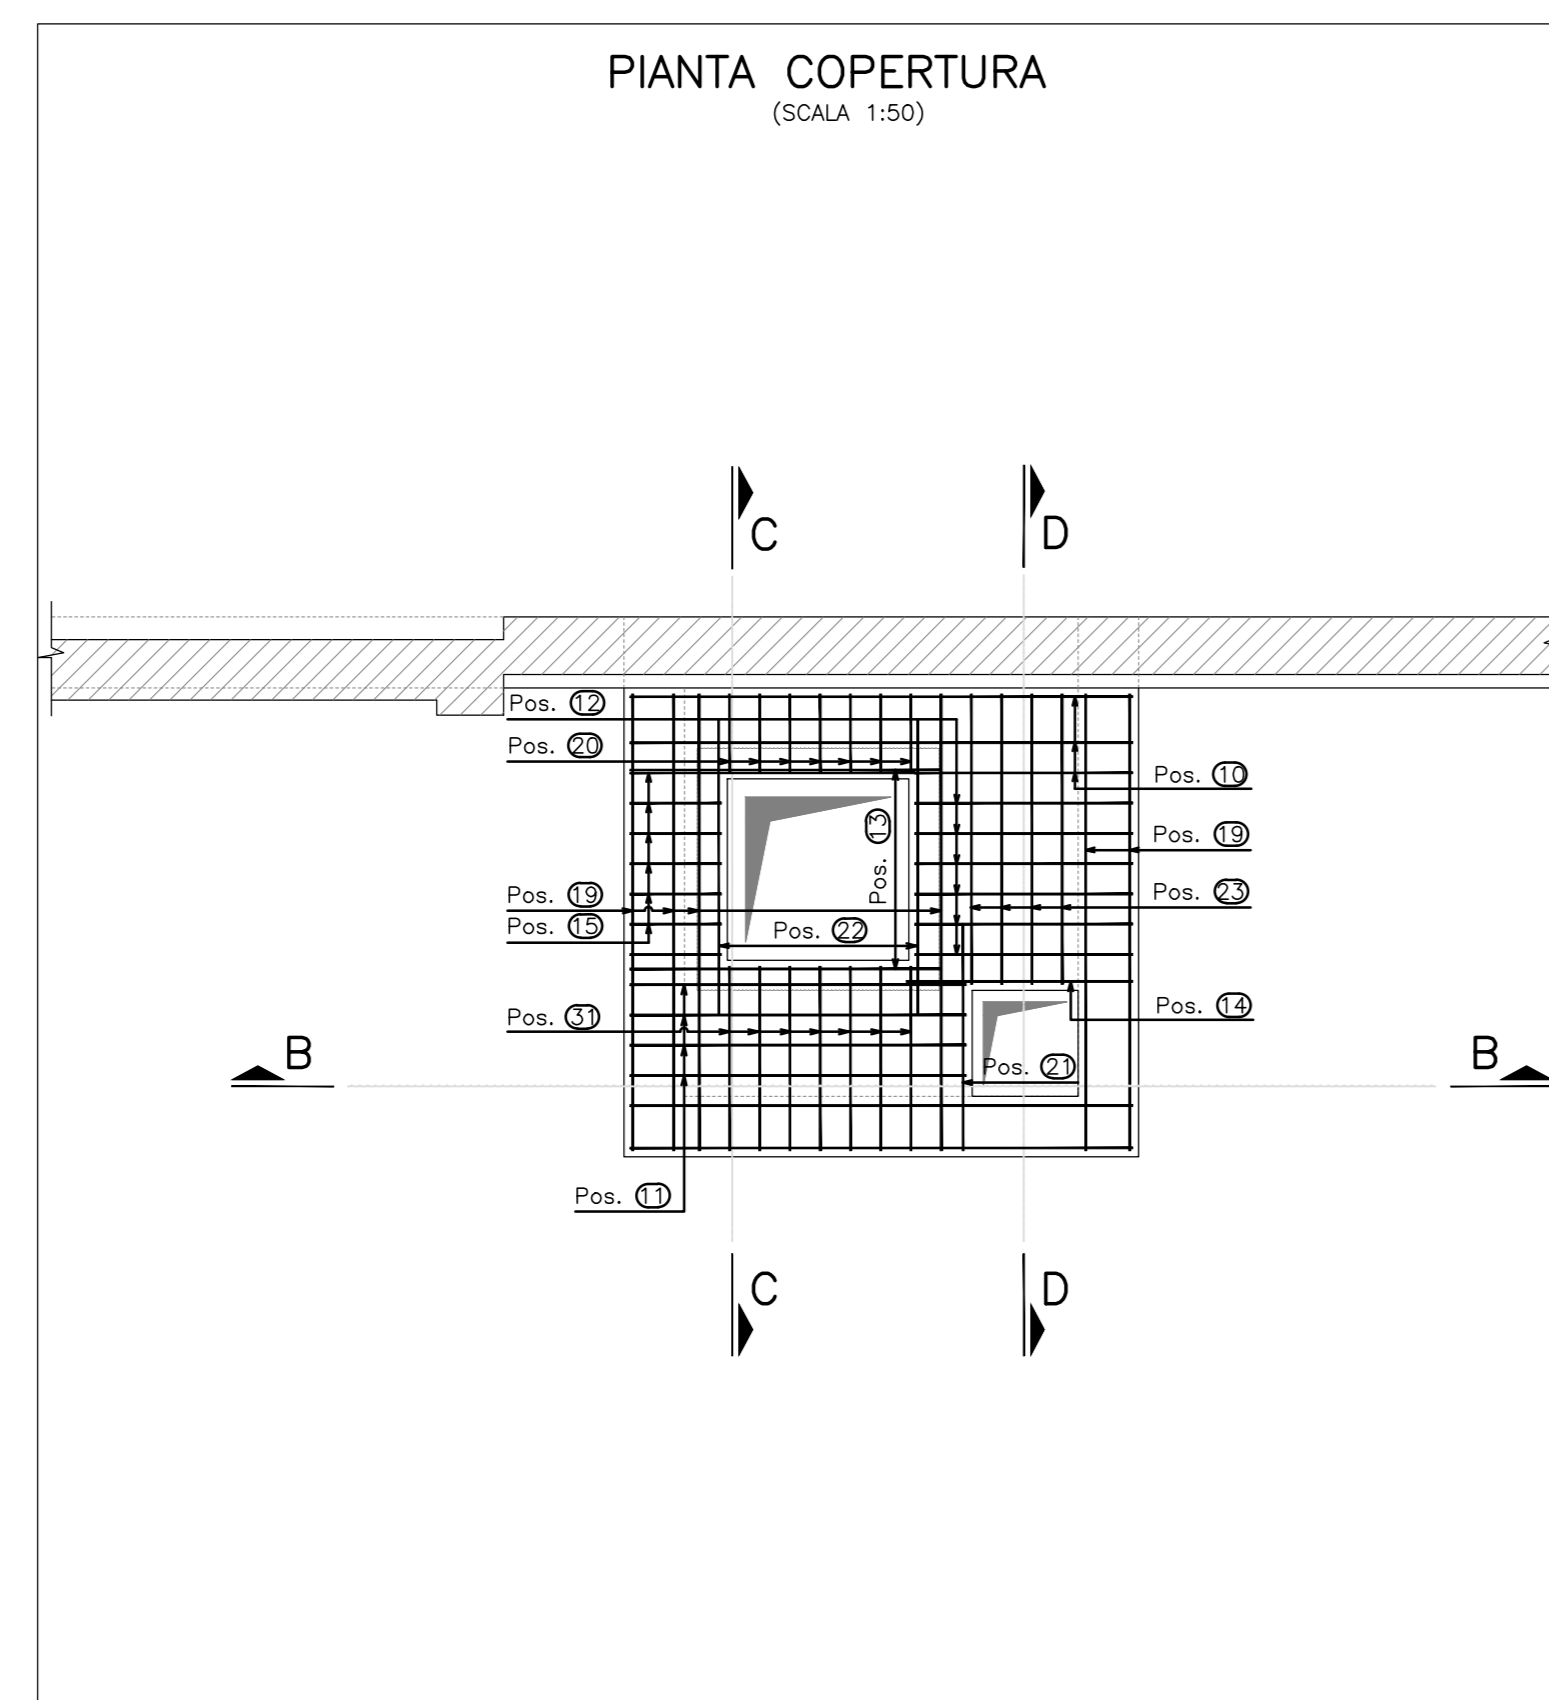 PIANTA COPERTURA
(SCALA 1:50)
C
D
Pos. 12
Pos. 20
Pos. 10
Pos. 13
Pos. 19
Pos. 19
Pos. 23
Pos. 15
Pos. 22
Pos. 14
Pos. 31
B
Pos. 21
B
Pos. 11
C
D